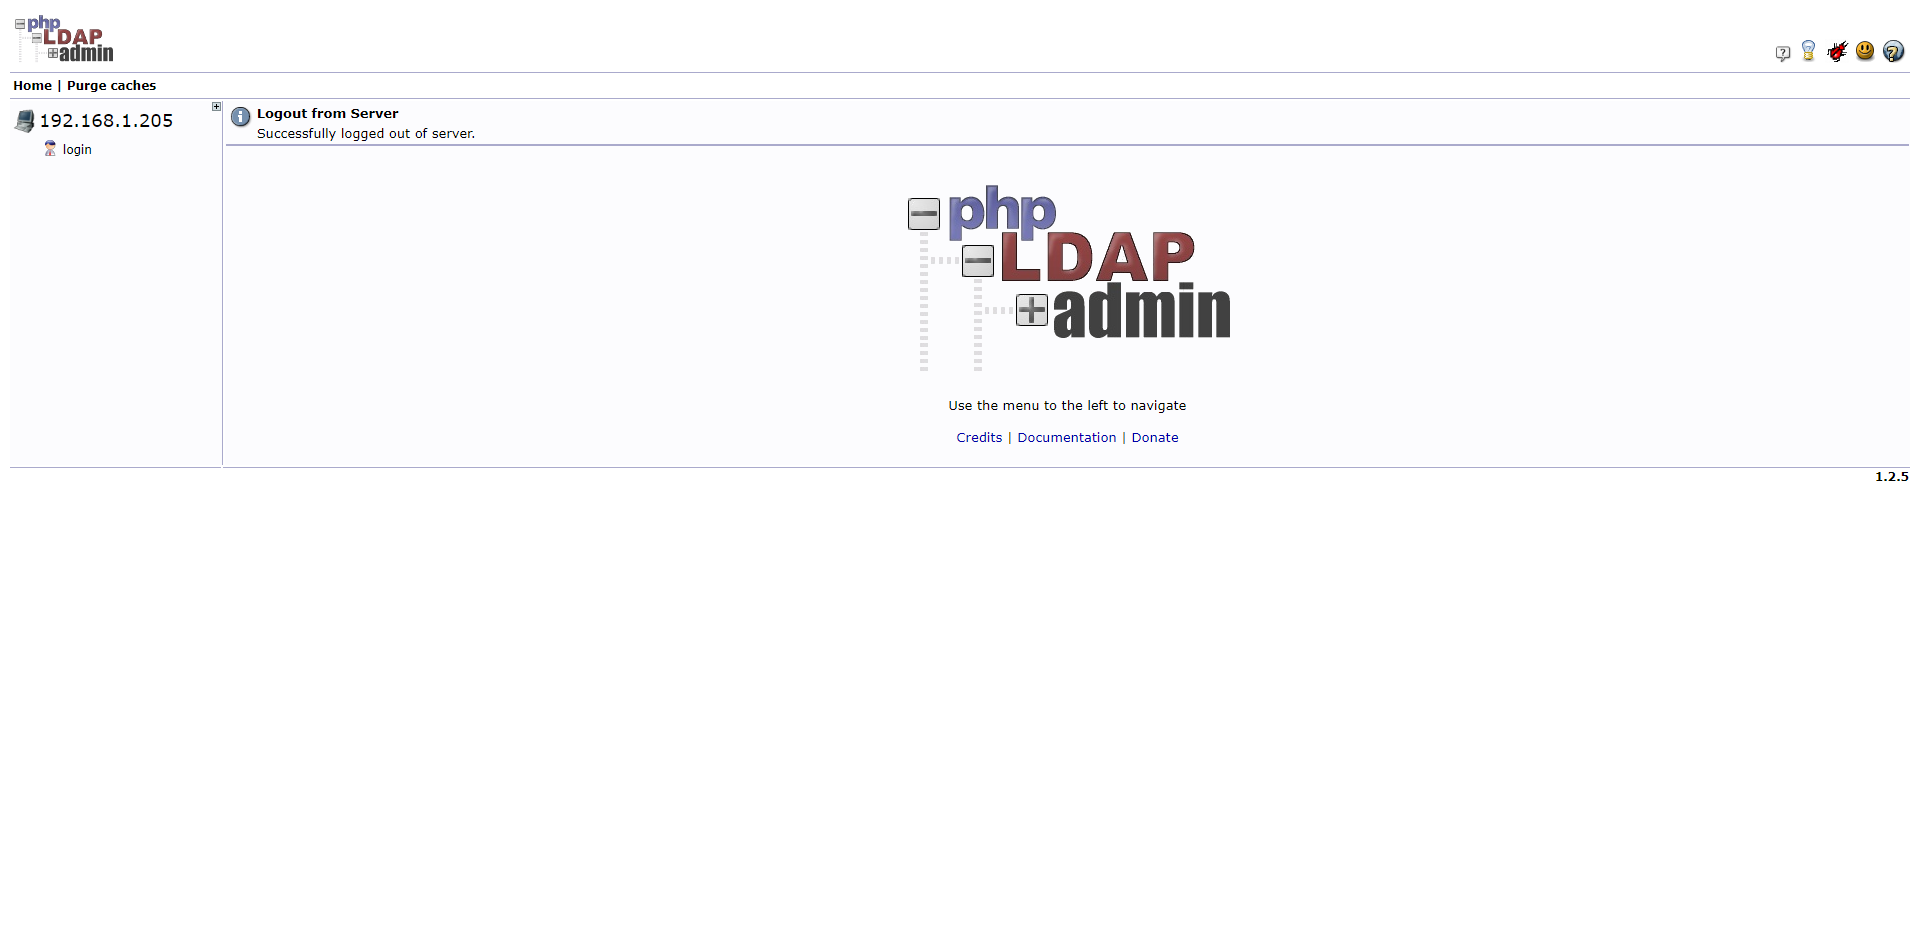 php
LDAP
admin
Home | Purge caches
192.168.1.205
login
Logout from Server
Successfully logged out of server.
php
LDAP
admin
Use the menu to the left to navigate
Credits | Documentation | Donate
1.2.5